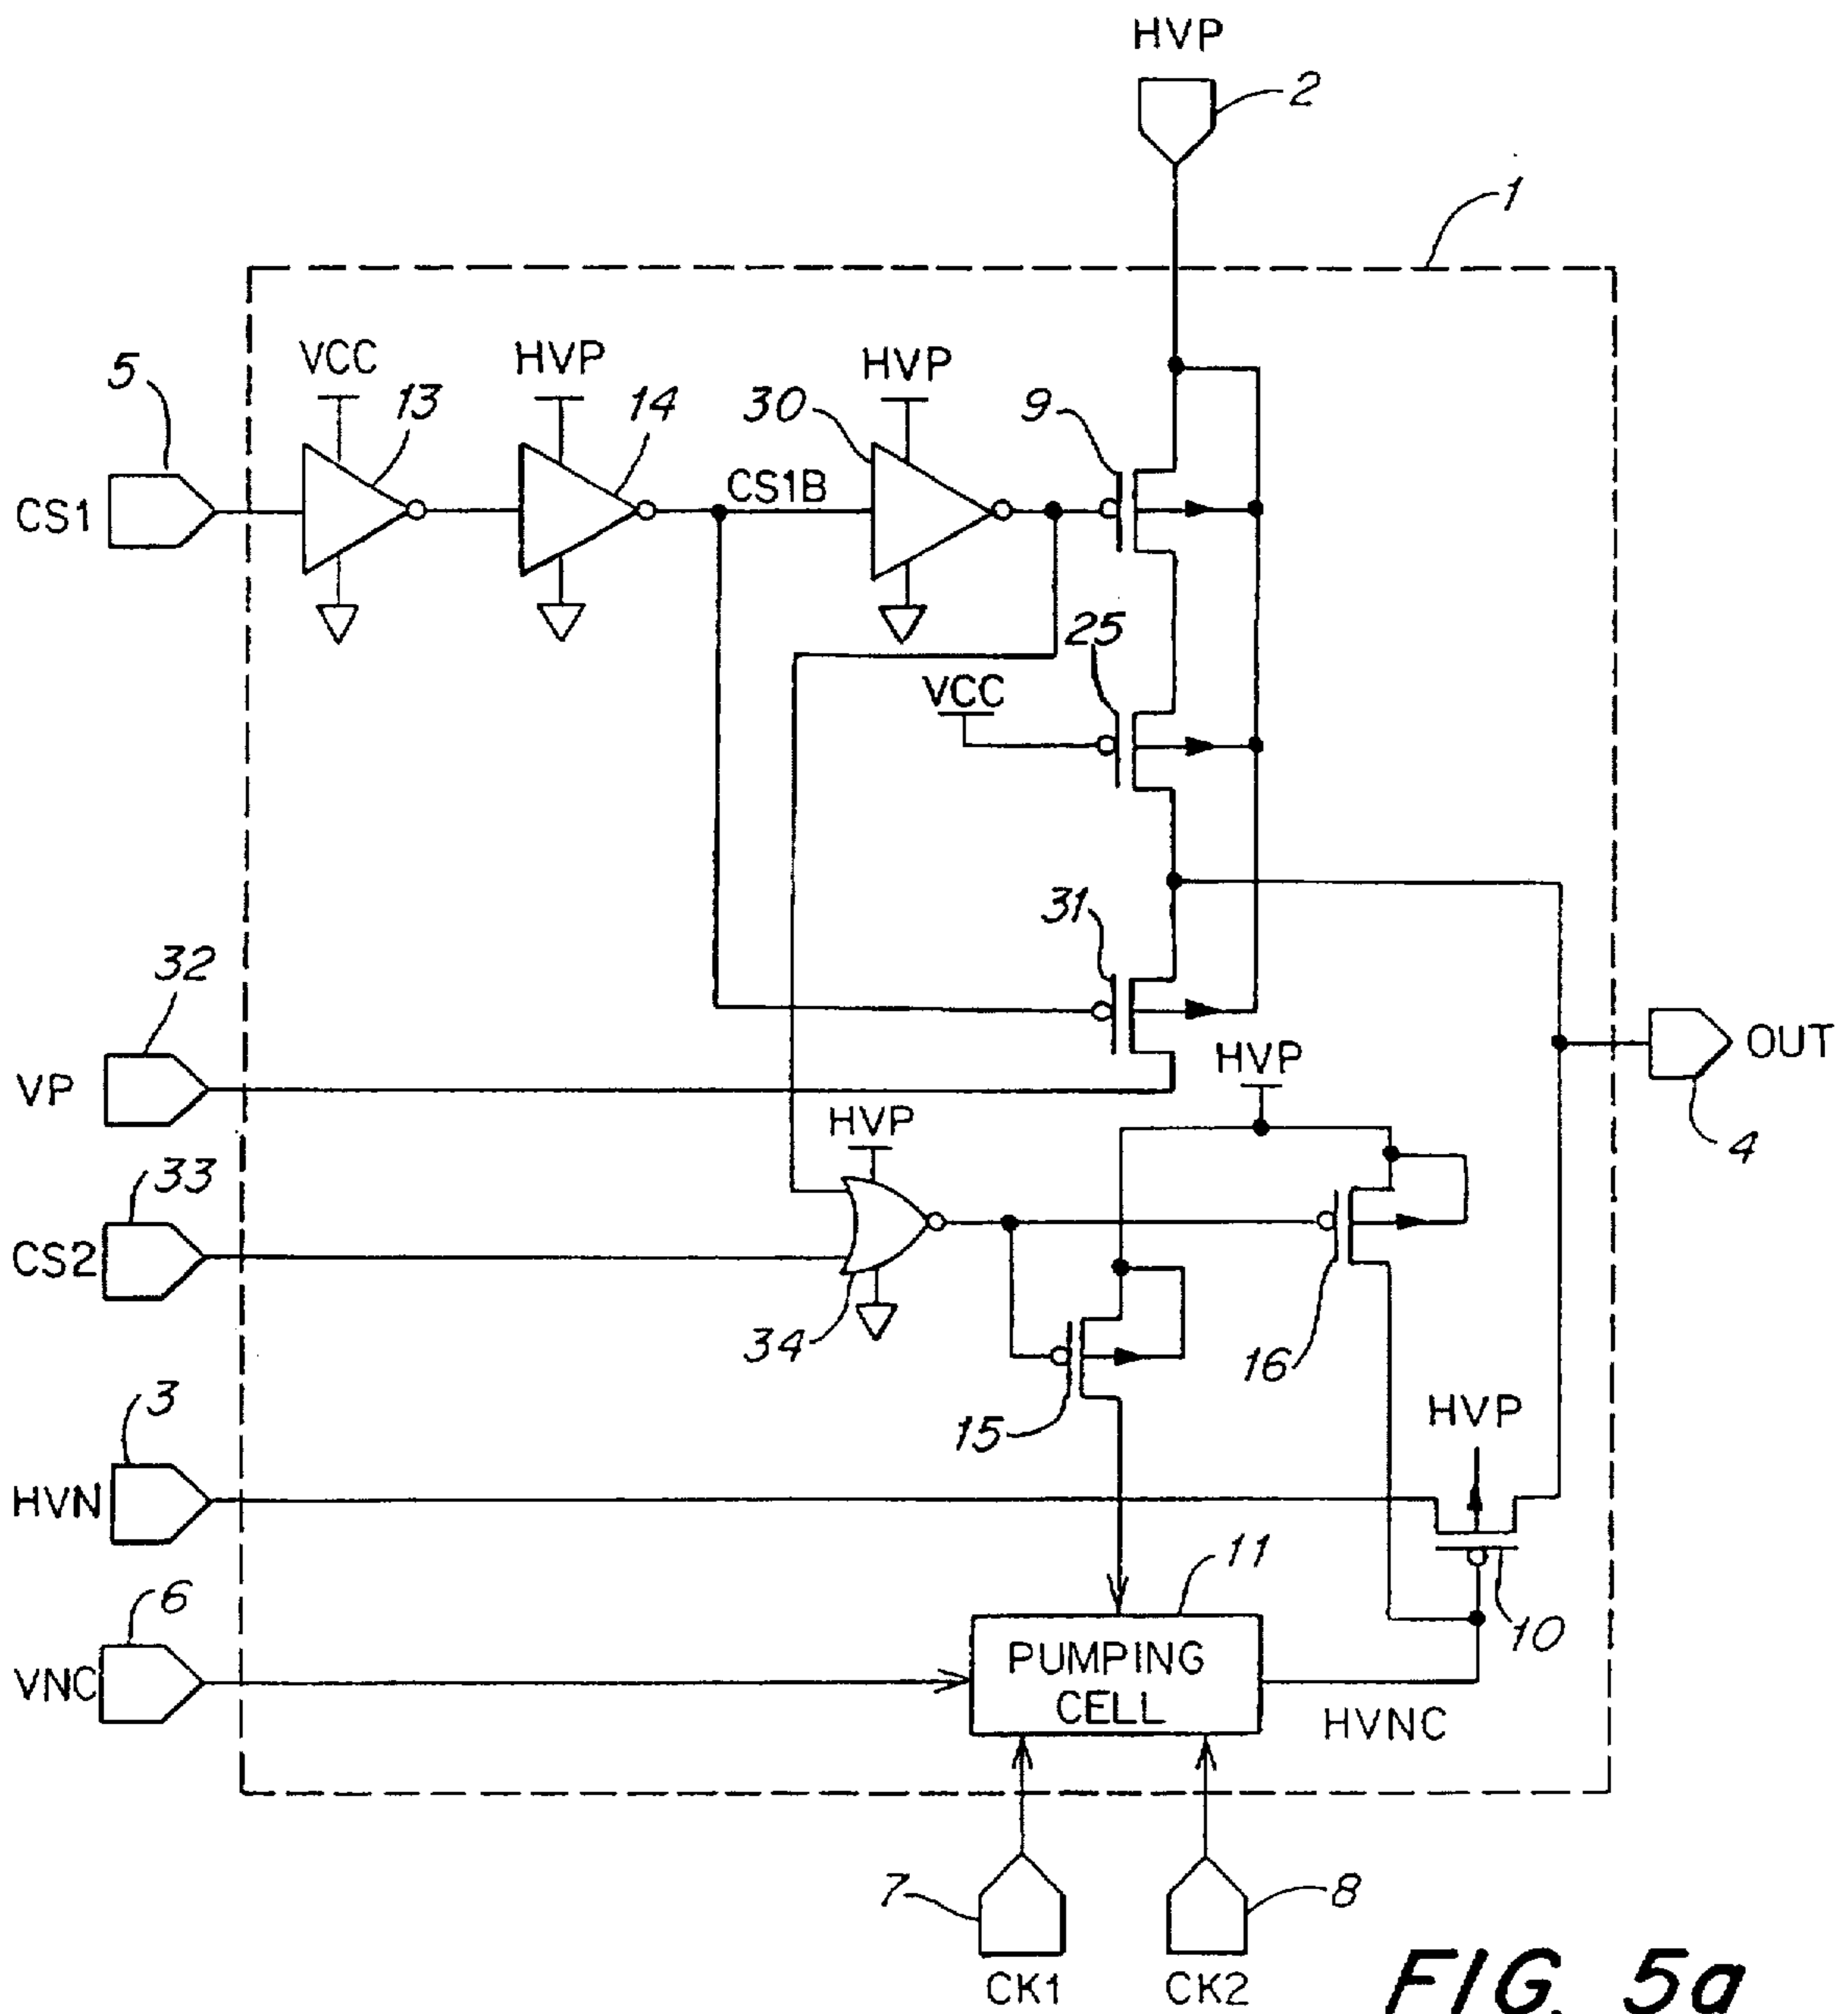 HVP
2
1
5
VCC
13
HVP
14
30
HVP
9
CS1
CS1B
25
VCC
31
32
VP
HVP
OUT
4
HVP
33
CS2
34
15
16
3
HVN
HVP
10
6
VNC
11
PUMPING
CELL
HVNC
7
8
CK1
CK2
FIG. 5a